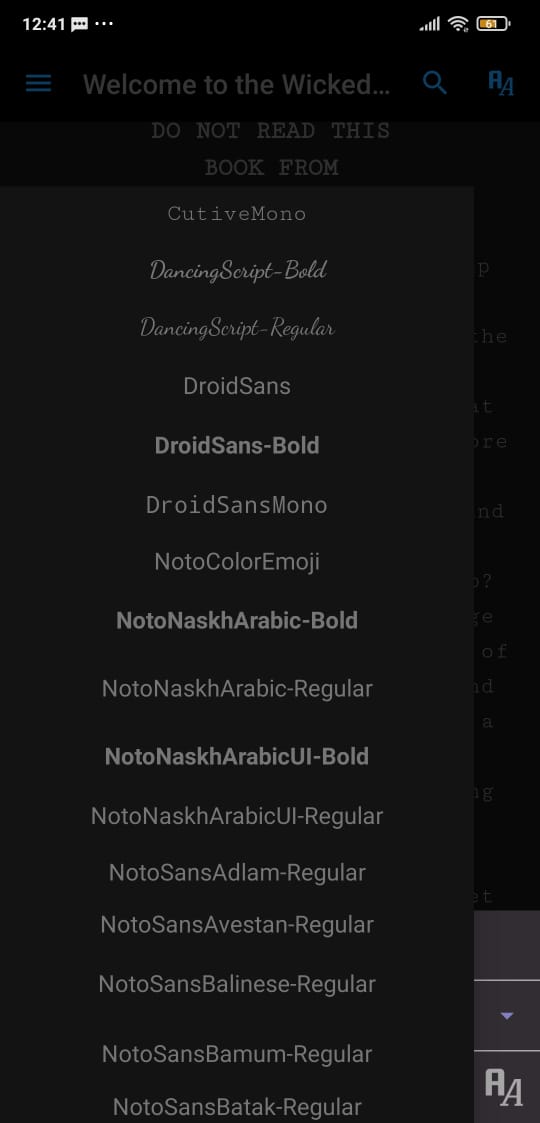 12:41
61
Welcome to the Wicked...
DO NOT READ THIS
BOOK FROM
CutiveMono
DancingScript-Bold
p
DancingScript-Regular
the
DroidSans
at
DroidSans-Bold
ore
DroidSansMono
nd
NotoColorEmoji
o?
NotoNaskhArabic-Bold
ge
of
NotoNaskhArabic-Regular
nd
a
NotoNaskhArabicUI-Bold
ng
NotoNaskhArabicUI-Regular
NotoSansAdlam-Regular
et
NotoSansAvestan-Regular
NotoSansBalinese-Regular
NotoSansBamum-Regular
NotoSansBatak-Regular